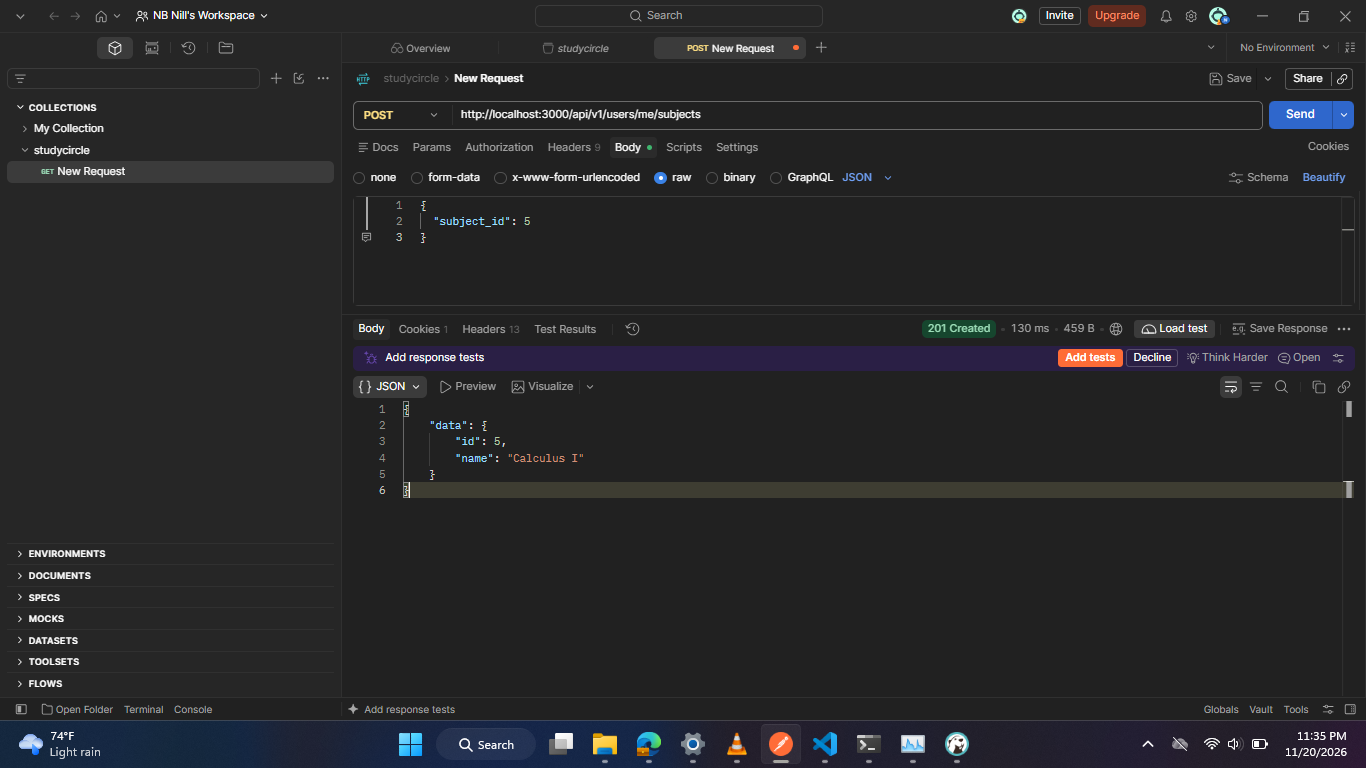 NB Nill's Workspace
Search
Invite
Upgrade
Overview
studycircle
POST New Request
No Environment
COLLECTIONS
My Collection
studycircle
GET New Request
HTTP studycircle > New Request
Save
Share
POST
http://localhost:3000/api/v1/users/me/subjects
Send
Docs Params Authorization Headers 9 Body Scripts Settings
Cookies
none form-data x-www-form-urlencoded raw binary GraphQL JSON
Schema Beautify
1 {
2 "subject_id": 5
3 }
Body Cookies 1 Headers 13 Test Results
201 Created 130 ms 459 B
Load test
e.g. Save Response
Add response tests
Add tests Decline Think Harder Open
{ } JSON Preview Visualize
1 {
2 "data": {
3 "id": 5,
4 "name": "Calculus I"
5 }
6 }
ENVIRONMENTS
DOCUMENTS
SPECS
MOCKS
DATASETS
TOOLSETS
FLOWS
Open Folder Terminal Console
Add response tests
Globals Vault Tools
74°F
Light rain
Search
11:35 PM
11/20/2026